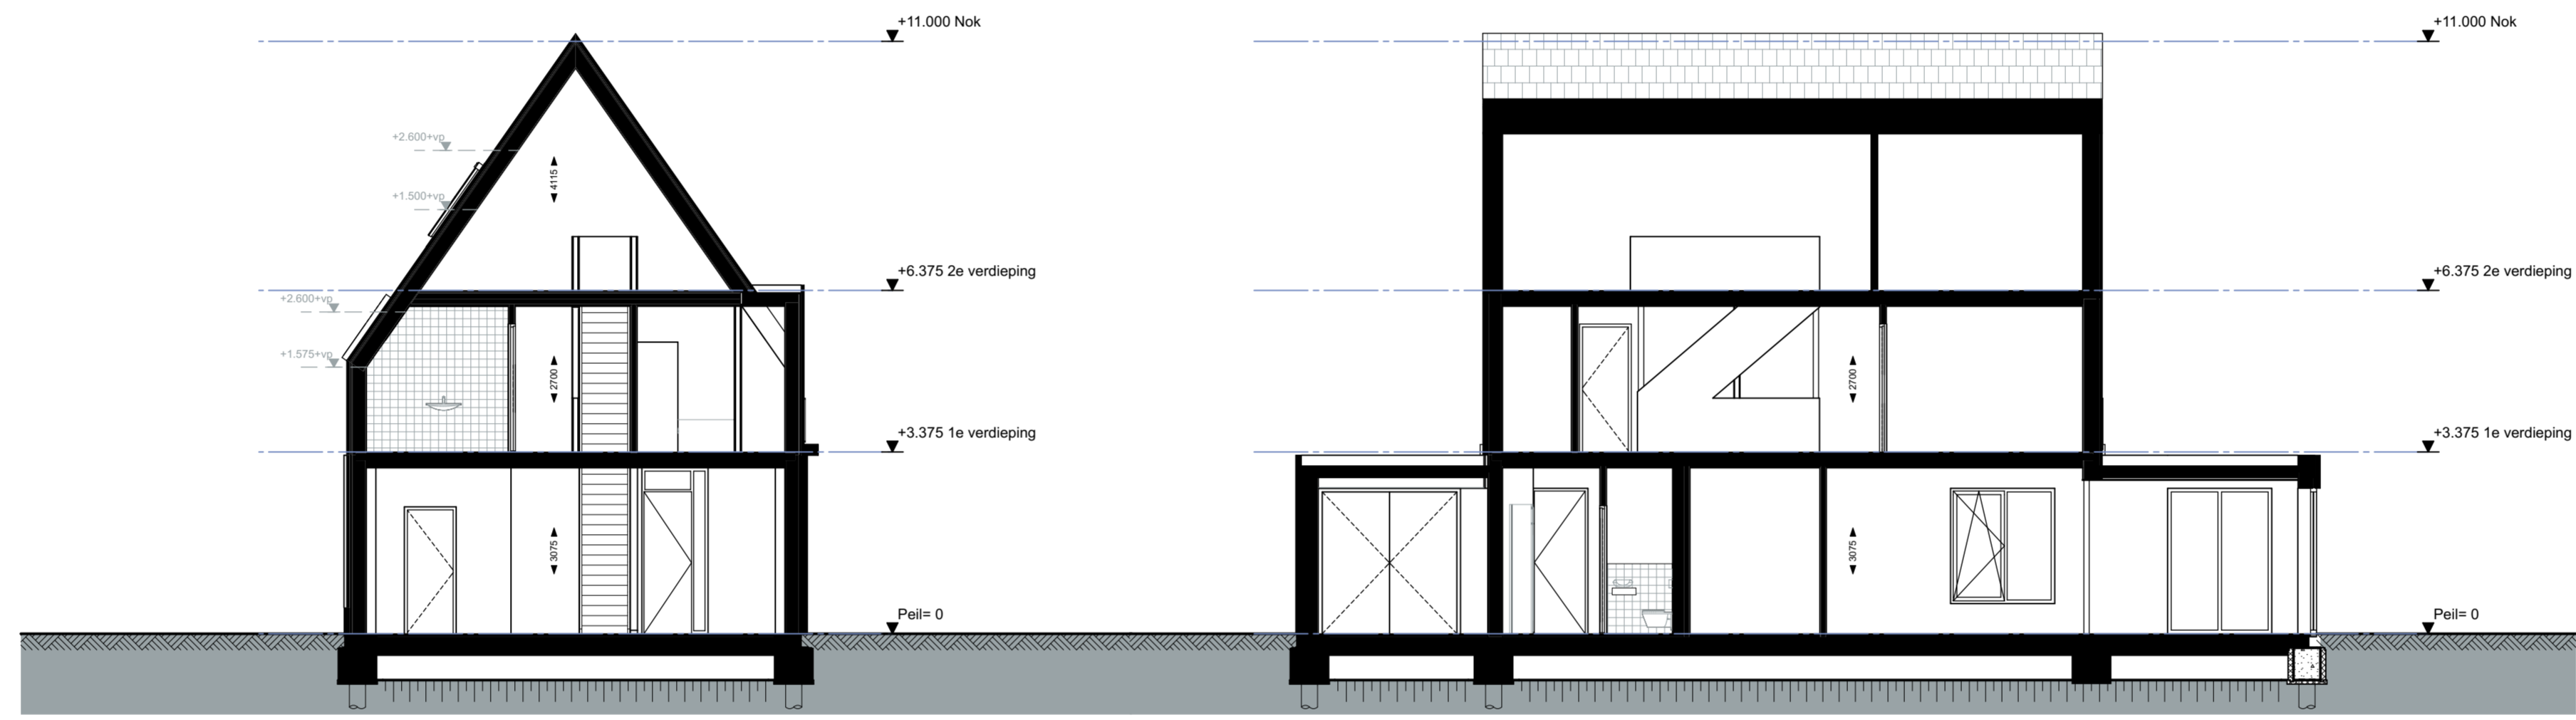 +11.000 Nok
+2.600+vp
4115
+1.500+vp
+6.375 2e verdieping
+2.600+vp
+1.575+vp
2700
+3.375 1e verdieping
3075
Peil= 0
+11.000 Nok
+6.375 2e verdieping
2700
+3.375 1e verdieping
3075
Peil= 0